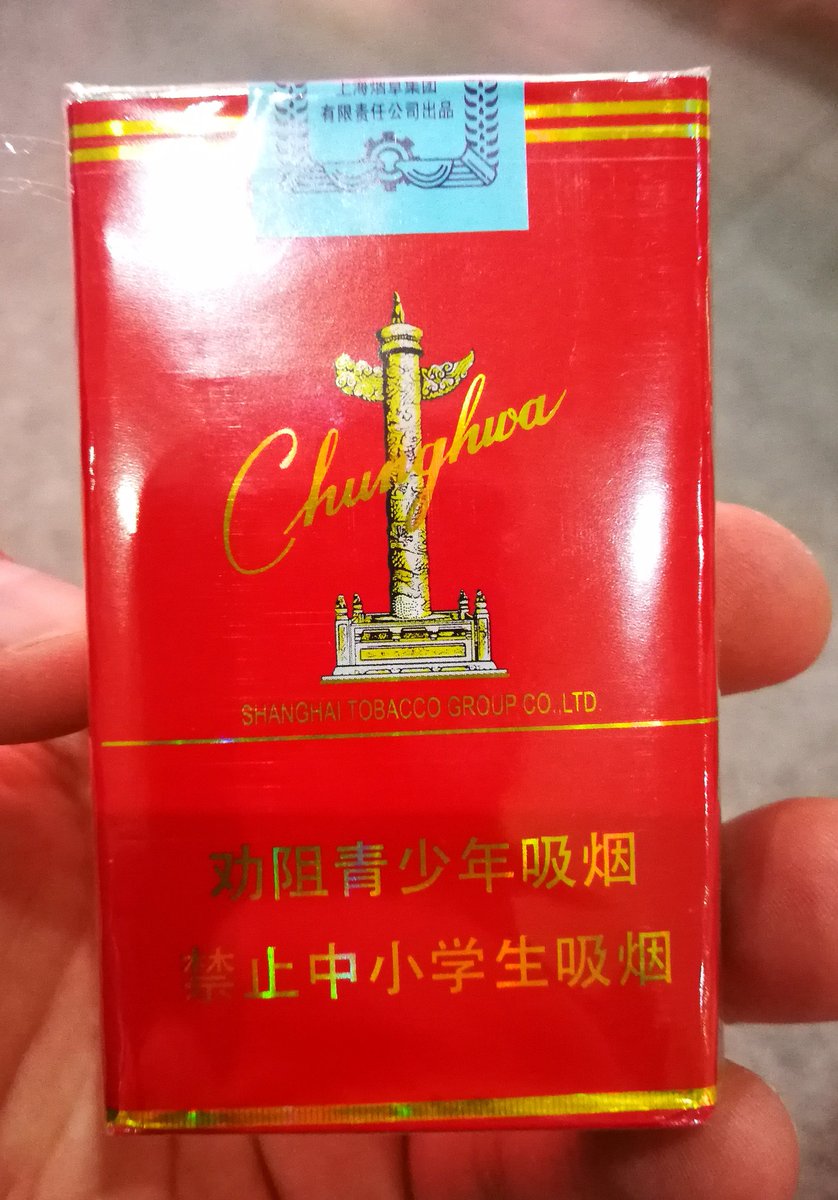 上海烟草集团
有限责任公司出品
Chunghwa
SHANGHAI TOBACCO GROUP CO.,LTD.
劝阻青少年吸烟
禁止中小学生吸烟